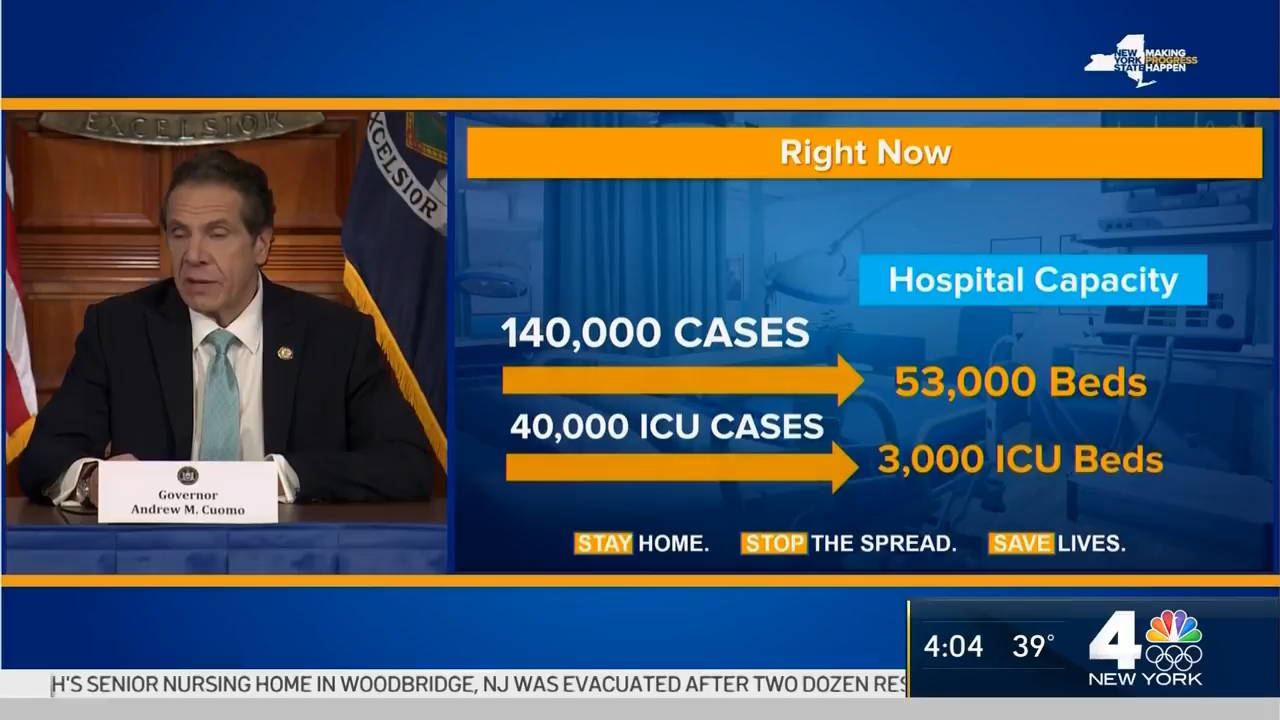 NEW YORK STATE
MAKING PROGRESS HAPPEN
EXCELSIOR
EXCELSIOR
Right Now
Hospital Capacity
140,000 CASES
53,000 Beds
40,000 ICU CASES
3,000 ICU Beds
Governor
Andrew M. Cuomo
STAY HOME. STOP THE SPREAD. SAVE LIVES.
4:04 39°
4
NEW YORK
H'S SENIOR NURSING HOME IN WOODBRIDGE, NJ WAS EVACUATED AFTER TWO DOZEN RES